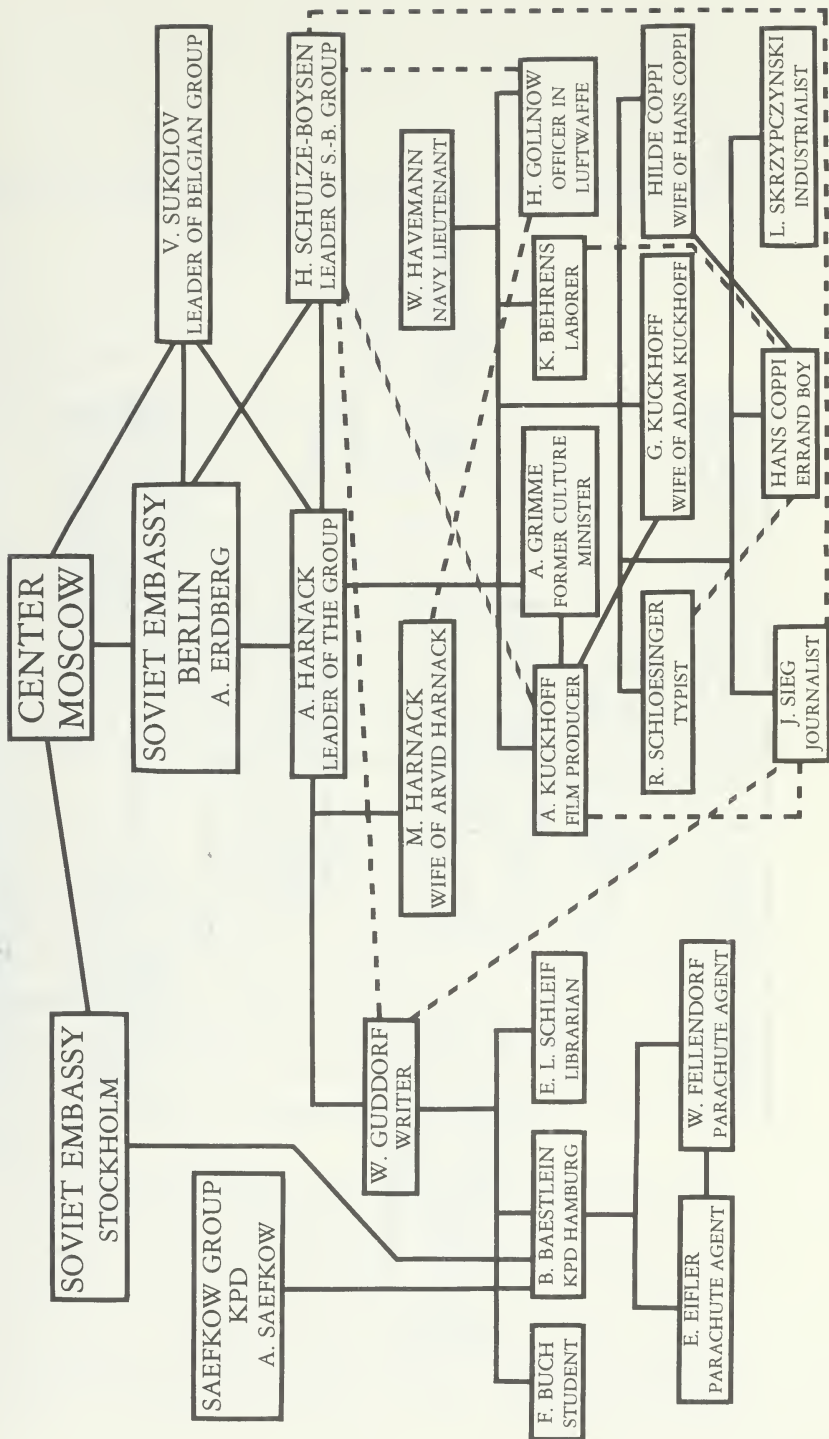 CENTER
MOSCOW
SOVIET EMBASSY
STOCKHOLM
SOVIET EMBASSY
BERLIN
A. ERDBERG
V. SUKOLOV
LEADER OF BELGIAN GROUP
SAEFKOW GROUP
KPD
A. SAEFKOW
A. HARNACK
LEADER OF THE GROUP
H. SCHULZE-BOYSEN
LEADER OF S.-B. GROUP
W. GUDDORF
WRITER
M. HARNACK
WIFE OF ARVID HARNACK
W. HAVEMANN
NAVY LIEUTENANT
F. BUCH
STUDENT
B. BAESTLEIN
KPD HAMBURG
E. L. SCHLEIF
LIBRARIAN
A. KUCKHOFF
FILM PRODUCER
A. GRIMME
FORMER CULTURE
MINISTER
K. BEHRENS
LABORER
H. GOLLNOW
OFFICER IN
LUFTWAFFE
E. EIFLER
PARACHUTE AGENT
W. FELLENDORF
PARACHUTE AGENT
R. SCHLOESINGER
TYPIST
G. KUCKHOFF
WIFE OF ADAM KUCKHOFF
HILDE COPPI
WIFE OF HANS COPPI
J. SIEG
JOURNALIST
HANS COPPI
ERRAND BOY
L. SKRZYPCZYNSKI
INDUSTRIALIST